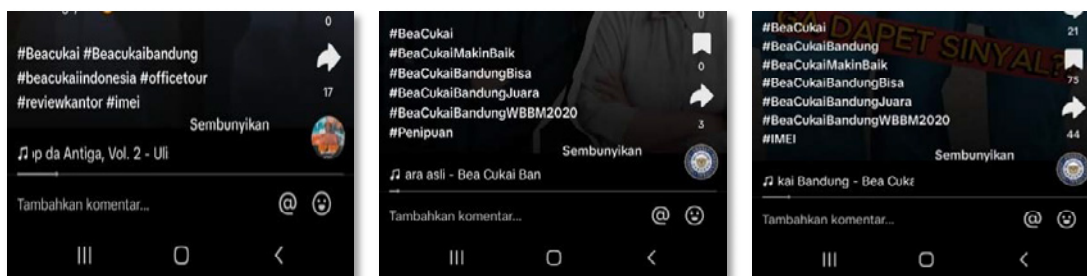 0
#Beacukai #Beacukaibandung
#beacukaiindonesia #officetour
#reviewkantor #imei
17
Sembunyikan
da Antiga, Vol. 2 - Uli
Tambahkan komentar...
#BeaCukai
#BeaCukaiMakinBaik
#BeaCukaiBandungBisa
#BeaCukaiBandungJuara
#BeaCukaiBandungWBBM2020
#Penipuan
0
0
3
Sembunyikan
ara asli - Bea Cukai Ban
Tambahkan komentar...
GA DAPET SINYAL?
#BeaCukai
#BeaCukaiBandung
#BeaCukaiMakinBaik
#BeaCukaiBandungBisa
#BeaCukaiBandungJuara
#BeaCukaiBandungWBBM2020
#IMEI
21
75
44
Sembunyikan
kai Bandung - Bea Cuka
Tambahkan komentar...